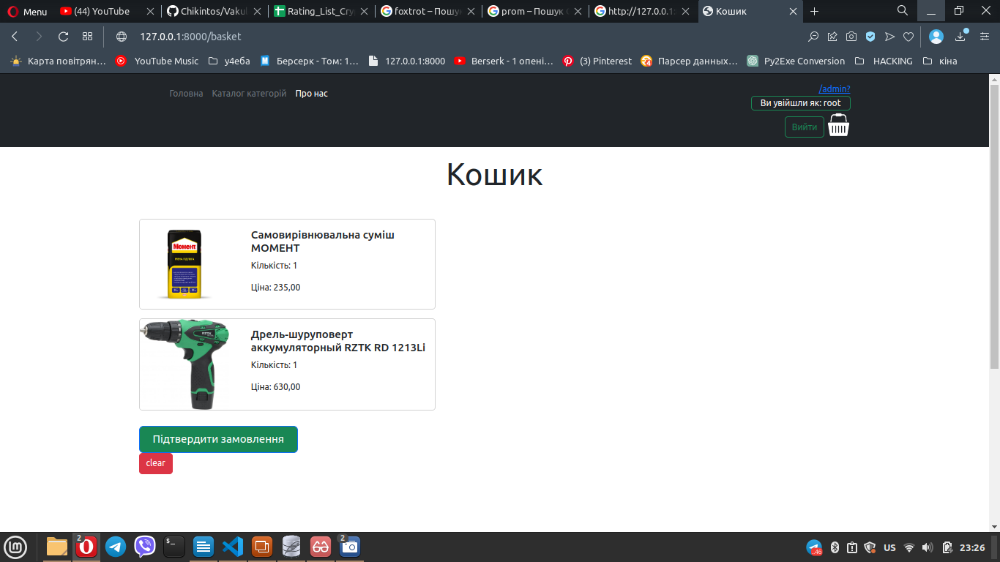 Menu
(44) YouTube
Chikintos/Vakul
Rating_List_Cry
foxtrot – Пошук
prom – Пошук G
http://127.0.0.1:
Кошик
127.0.0.1:8000/basket
Карта повітрян…
YouTube Music
у4еба
Берсерк - Том: 1…
127.0.0.1:8000
Berserk - 1 опені…
(3) Pinterest
Парсер данных…
Py2Exe Conversion
HACKING
кіна
Головна
Каталог категорій
Про нас
/admin?
Ви увійшли як: root
Вийти
Кошик
Момент
Самовирівнювальна суміш
МОМЕНТ
Кількість: 1
Ціна: 235,00
Дрель-шуруповерт
аккумуляторный RZTK RD 1213Li
Кількість: 1
Ціна: 630,00
Підтвердити замовлення
clear
2
2
46
US
23:26